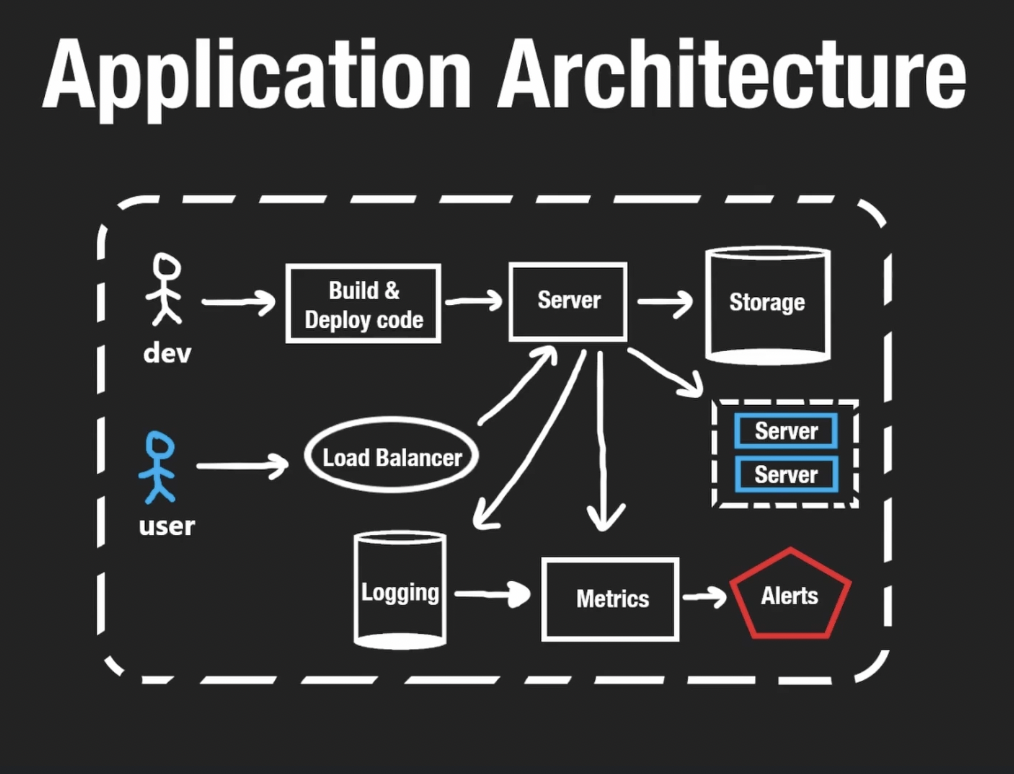 Application Architecture
Build &
Deploy code
Server
Storage
dev
Server
Load Balancer
Server
user
Logging
Metrics
Alerts